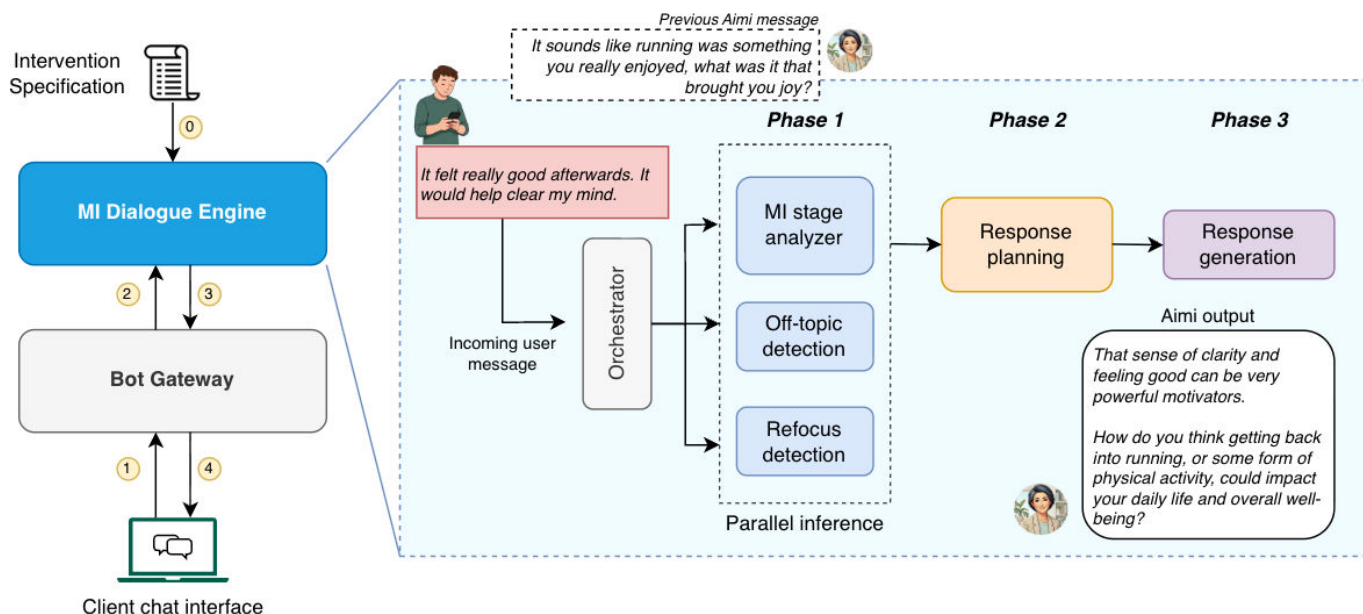 Previous Aimi message
It sounds like running was something
you really enjoyed, what was it that
brought you joy?
Intervention
Specification
0
MI Dialogue Engine
2
3
Bot Gateway
1
4
Client chat interface
Phase 1
Phase 2
Phase 3
It felt really good afterwards. It
would help clear my mind.
Incoming user
message
Orchestrator
MI stage
analyzer
Off-topic
detection
Refocus
detection
Parallel inference
Response
planning
Response
generation
Aimi output
That sense of clarity and
feeling good can be very
powerful motivators.
How do you think getting back
into running, or some form of
physical activity, could impact
your daily life and overall well-
being?